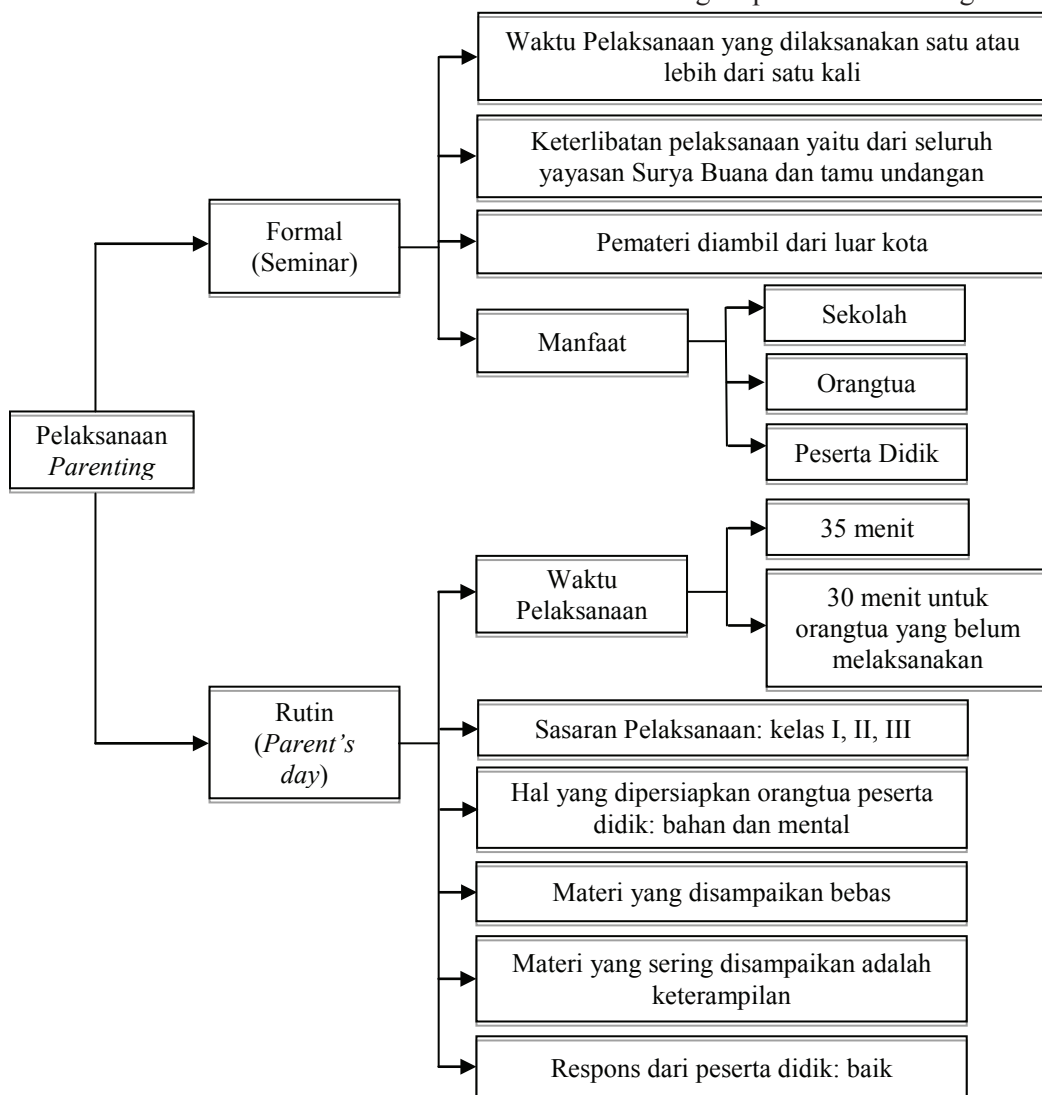 Waktu Pelaksanaan yang dilaksanakan satu atau
lebih dari satu kali
Keterlibatan pelaksanaan yaitu dari seluruh
yayasan Surya Buana dan tamu undangan
Formal
(Seminar)
Pemateri diambil dari luar kota
Manfaat
Sekolah
Orangtua
Peserta Didik
Pelaksanaan
Parenting
Waktu
Pelaksanaan
35 menit
30 menit untuk
orangtua yang belum
melaksanakan
Rutin
(Parent’s
day)
Sasaran Pelaksanaan: kelas I, II, III
Hal yang dipersiapkan orangtua peserta
didik: bahan dan mental
Materi yang disampaikan bebas
Materi yang sering disampaikan adalah
keterampilan
Respons dari peserta didik: baik